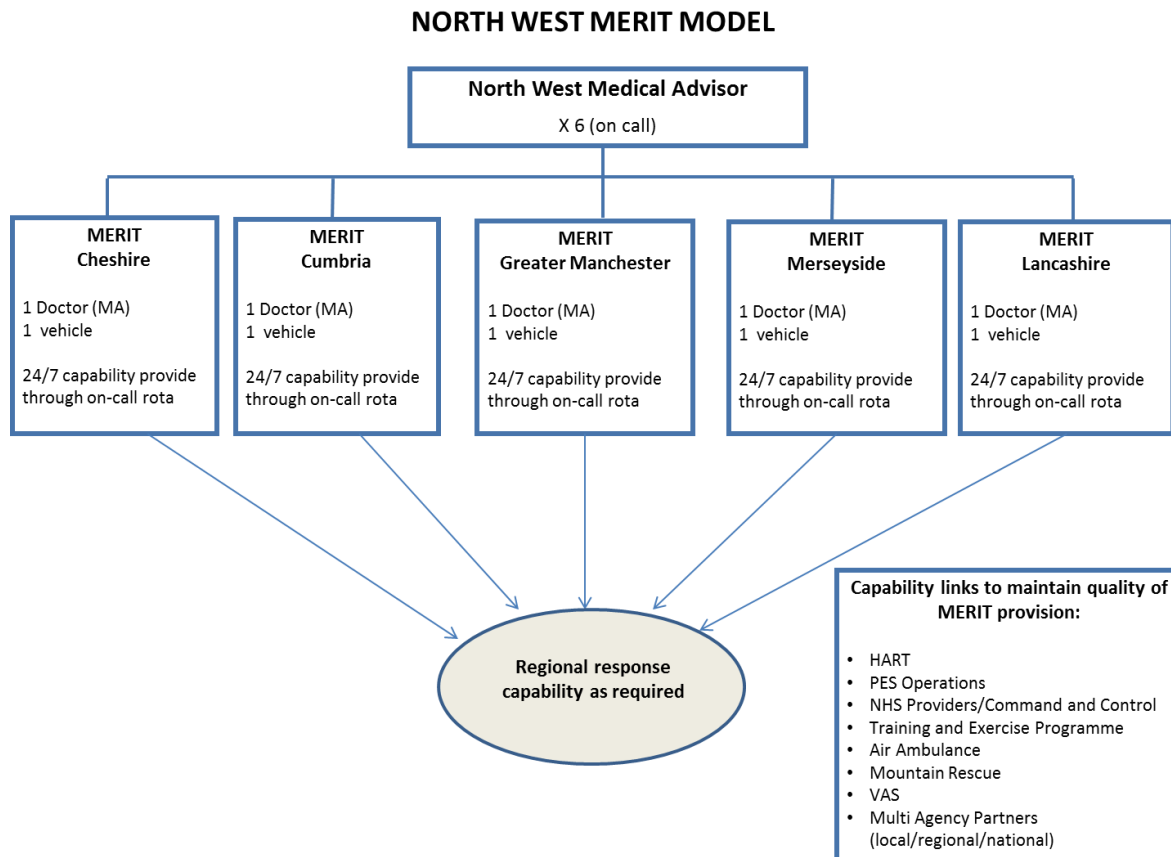 NORTH WEST MERIT MODEL
North West Medical Advisor
X 6 (on call)
MERIT
Cheshire
1 Doctor (MA)
1 vehicle
24/7 capability provide
through on-call rota
MERIT
Cumbria
1 Doctor (MA)
1 vehicle
24/7 capability provide
through on-call rota
MERIT
Greater Manchester
1 Doctor (MA)
1 vehicle
24/7 capability provide
through on-call rota
MERIT
Merseyside
1 Doctor (MA)
1 vehicle
24/7 capability provide
through on-call rota
MERIT
Lancashire
1 Doctor (MA)
1 vehicle
24/7 capability provide
through on-call rota
Regional response
capability as required
Capability links to maintain quality of
MERIT provision:
• HART
• PES Operations
• NHS Providers/Command and Control
• Training and Exercise Programme
• Air Ambulance
• Mountain Rescue
• VAS
• Multi Agency Partners
(local/regional/national)